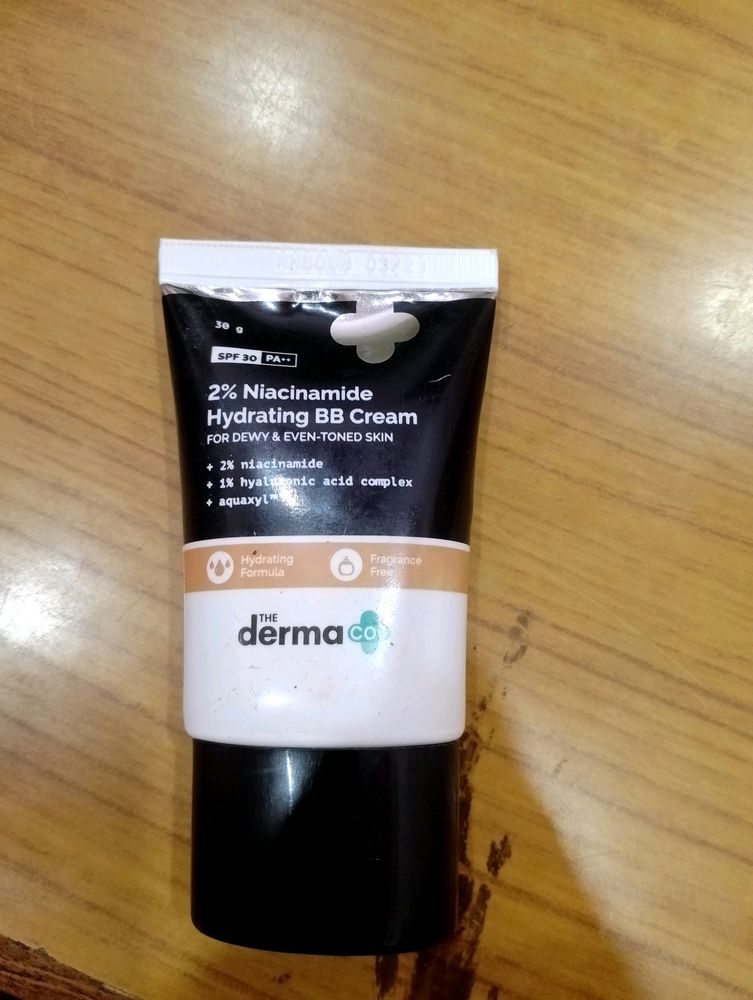 30 g
SPF 30 PA++
2% Niacinamide
Hydrating BB Cream
FOR DEWY & EVEN-TONED SKIN
+ 2% niacinamide
+ 1% hyaluronic acid complex
+ aquaxyl™
Hydrating
Formula
Fragrance
Free
THE
derma co